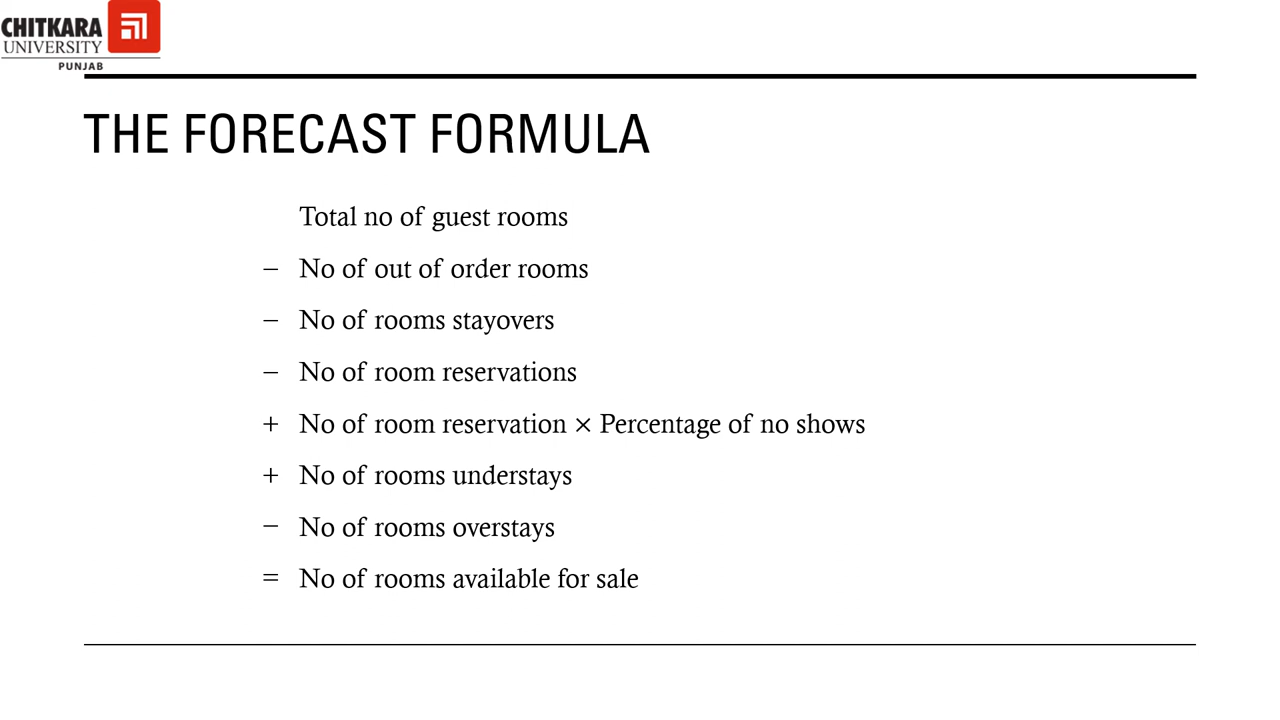 CHITKARA
UNIVERSITY
PUNJAB
THE FORECAST FORMULA
Total no of guest rooms
– No of out of order rooms
– No of rooms stayovers
– No of room reservations
+ No of room reservation × Percentage of no shows
+ No of rooms understays
– No of rooms overstays
= No of rooms available for sale